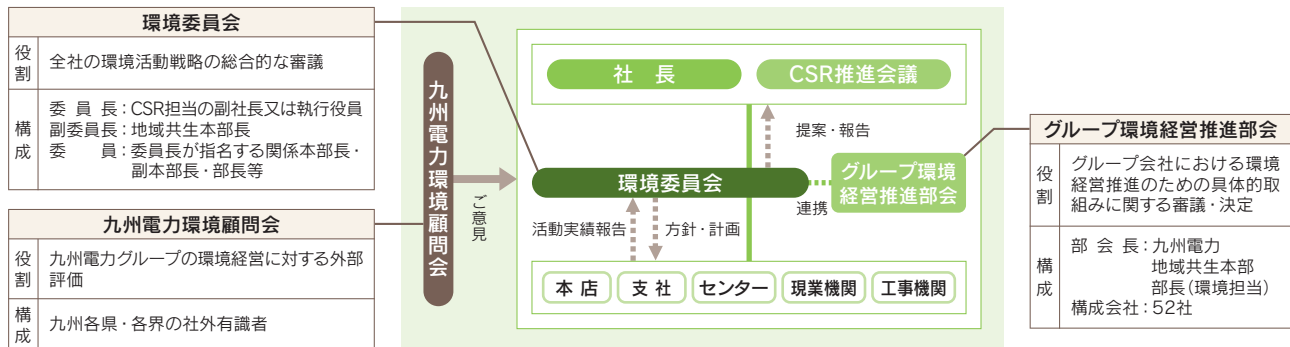 環境委員会
役割
全社の環境活動戦略の総合的な審議
構成
委員長：CSR担当の副社長又は執行役員
副委員長：地域共生本部長
委員：委員長が指名する関係本部長・
副本部長・部長等
九州電力環境顧問会
役割
九州電力グループの環境経営に対する外部
評価
構成
九州各県・各界の社外有識者
九州電力環境顧問会
ご意見
社長
CSR推進会議
提案・報告
環境委員会
グループ環境
経営推進部会
連携
活動実績報告
方針・計画
本店
支社
センター
現業機関
工事機関
グループ環境経営推進部会
役割
グループ会社における環境
経営推進のための具体的取
組みに関する審議・決定
構成
部会長：九州電力
地域共生本部
部長（環境担当）
構成会社：52社